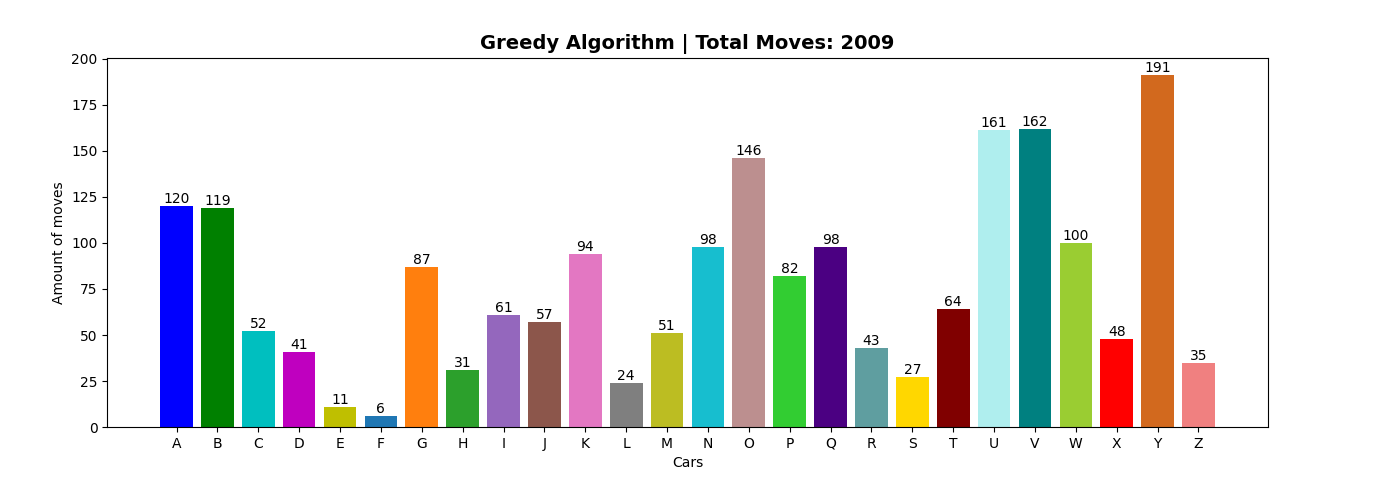 Greedy Algorithm | Total Moves: 2009
Amount of moves
200
175
150
125
100
75
50
25
0
120 119 52 41 11 6 87 31 61 57 94 24 51 98 146 82 98 43 27 64 161 162 100 48 191 35
A B C D E F G H I J K L M N O P Q R S T U V W X Y Z
Cars